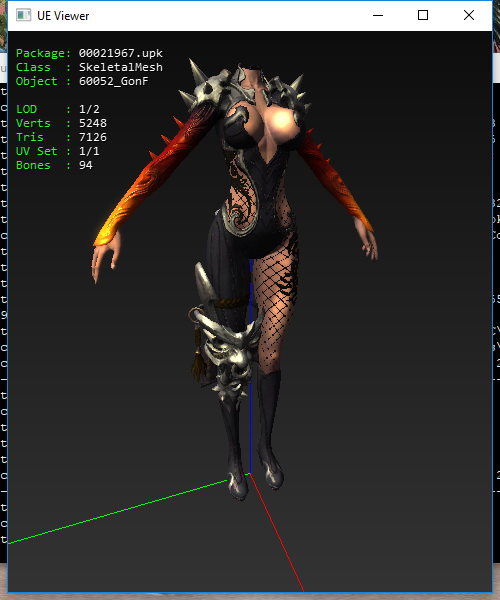 UE Viewer
Package: 00021967.upk
Class : SkeletalMesh
Object : 60052_GonF
LOD : 1/2
Verts : 5248
Tris : 7126
UV Set : 1/1
Bones : 94